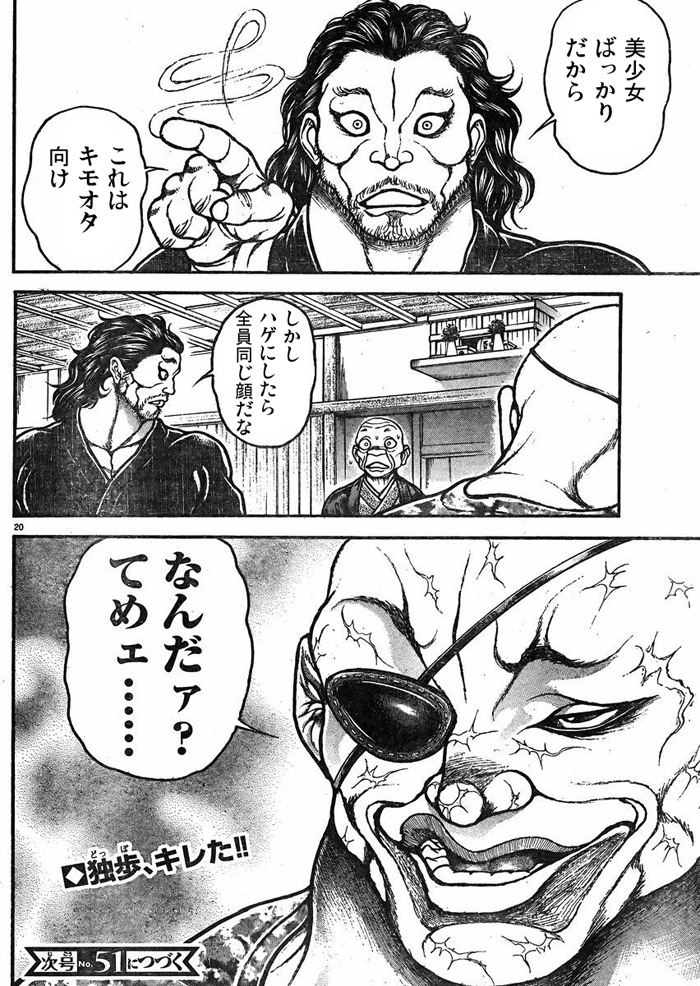 美少女
ばっかり
だから
これは
キモオタ
向け
しかし
ハゲにしたら
全員同じ顔だな
20
なんだァ?
てめェ……
◆独歩、キレた!!
どっぽ
次号No.51につづく